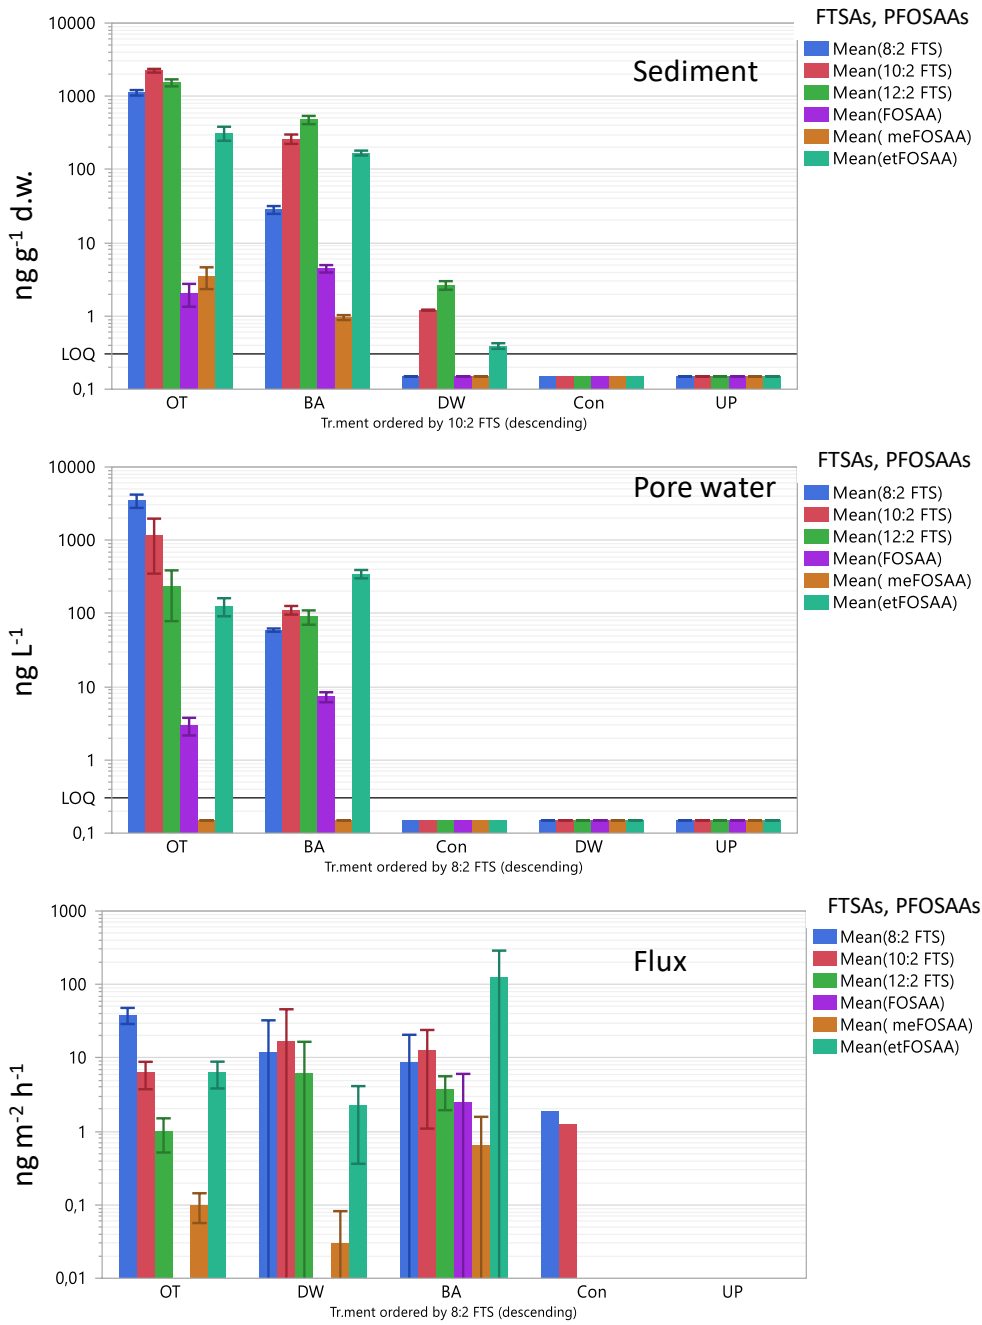 FTSAs, PFOSAAs
Sediment
Mean(8:2 FTS)
Mean(10:2 FTS)
Mean(12:2 FTS)
Mean(FOSAA)
Mean( meFOSAA)
Mean(etFOSAA)
ng g-1 d.w.
10000
1000
100
10
1
LOQ
0,1
OT BA DW Con UP
Tr.ment ordered by 10:2 FTS (descending)
FTSAs, PFOSAAs
Pore water
Mean(8:2 FTS)
Mean(10:2 FTS)
Mean(12:2 FTS)
Mean(FOSAA)
Mean( meFOSAA)
Mean(etFOSAA)
ng L-1
10000
1000
100
10
1
LOQ
0,1
OT BA Con DW UP
Tr.ment ordered by 8:2 FTS (descending)
FTSAs, PFOSAAs
Flux
Mean(8:2 FTS)
Mean(10:2 FTS)
Mean(12:2 FTS)
Mean(FOSAA)
Mean( meFOSAA)
Mean(etFOSAA)
ng m-2 h-1
1000
100
10
1
0,1
0,01
OT DW BA Con UP
Tr.ment ordered by 8:2 FTS (descending)